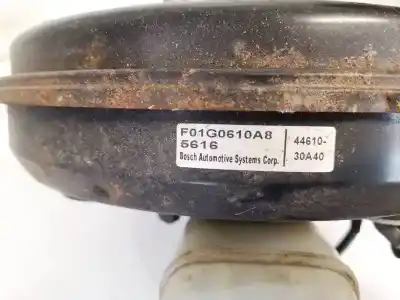 F01G0610A8
5616
Bosch Automotive Systems Corp.
44610-
30A40